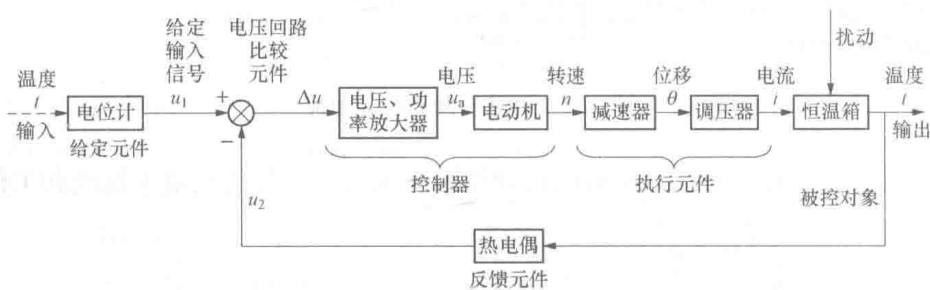 给定
输入
信号
电压回路
比较
元件
扰动
温度
t
输入
电位计
给定元件
u₁
+
−
Δu
电压、功
率放大器
电压
uₐ
电动机
转速
n
减速器
位移
θ
调压器
电流
i
恒温箱
温度
t
输出
控制器
执行元件
被控对象
u₂
热电偶
反馈元件